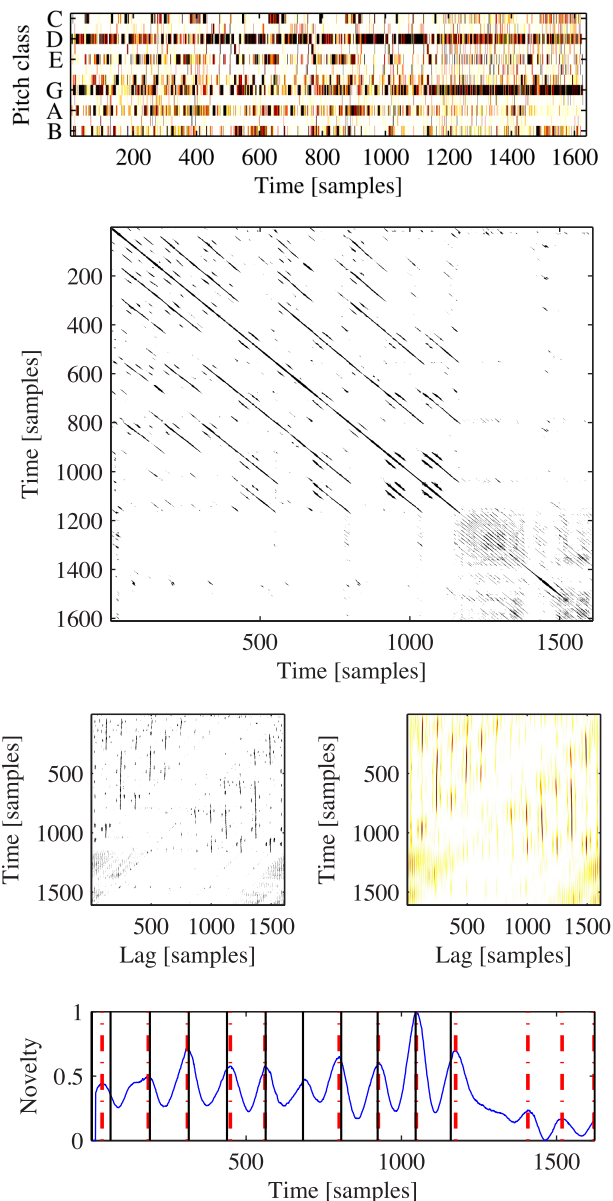 Pitch class
C
D
E
G
A
B
200 400 600 800 1000 1200 1400 1600
Time [samples]
Time [samples]
200
400
600
800
1000
1200
1400
1600
500 1000 1500
Time [samples]
Time [samples]
500
1000
1500
500 1000 1500
Lag [samples]
Time [samples]
500
1000
1500
500 1000 1500
Lag [samples]
Novelty
1
0.5
0
500 1000 1500
Time [samples]